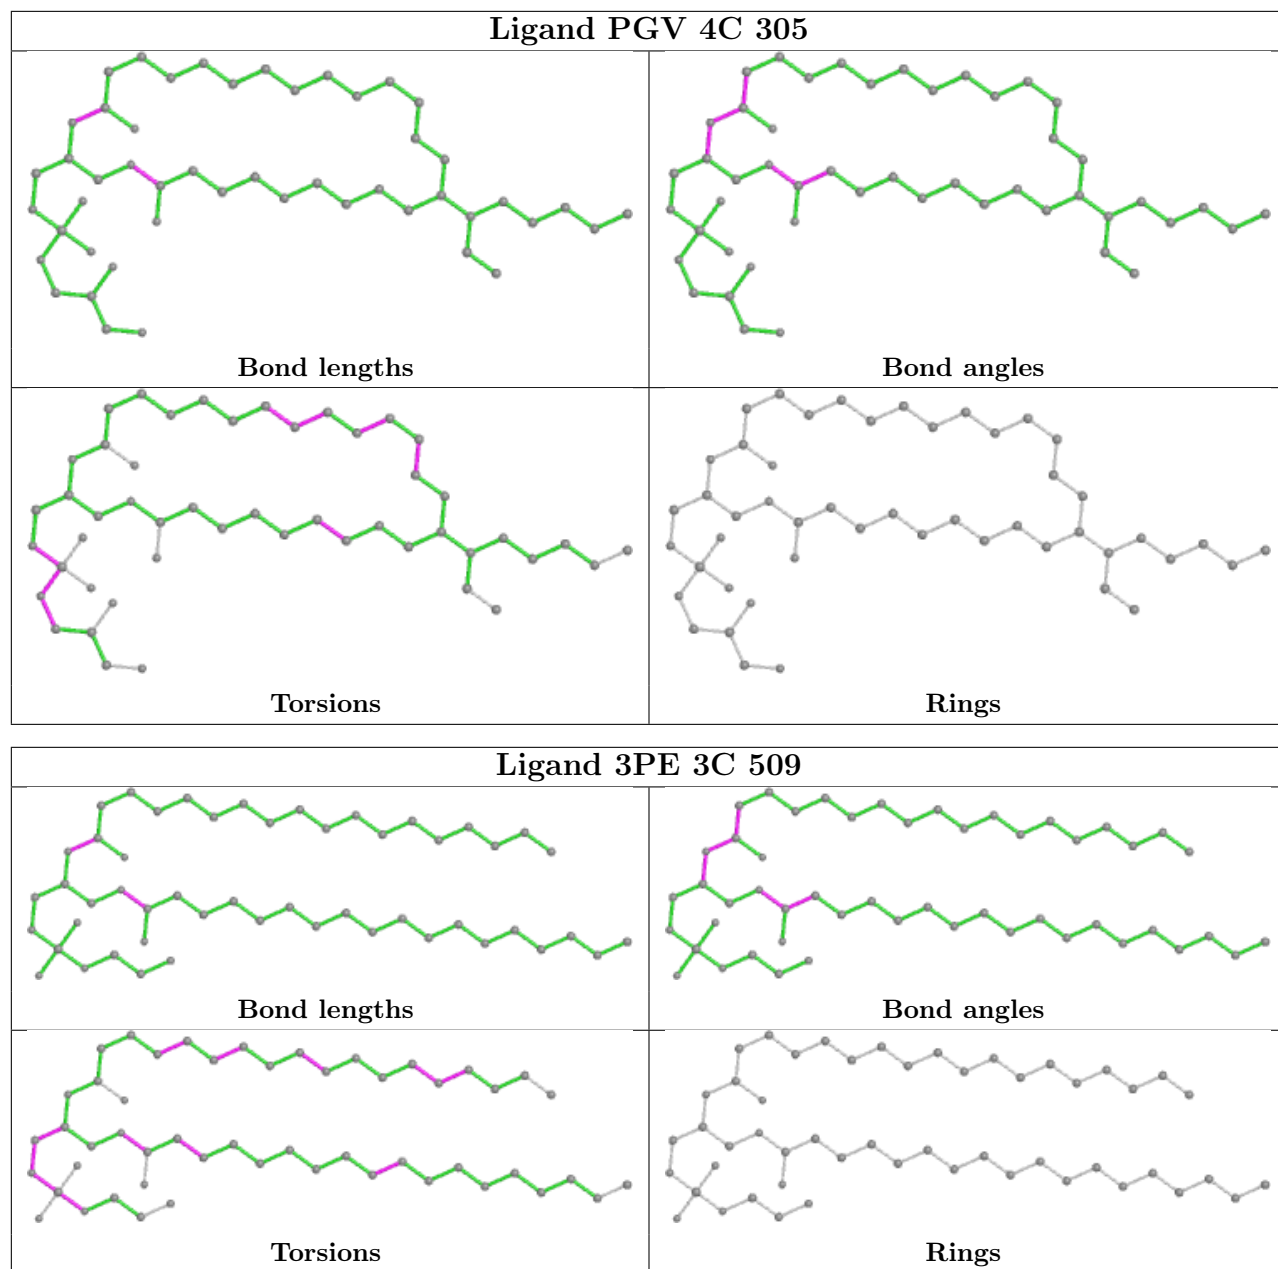 Ligand PGV 4C 305
Bond lengths
Bond angles
Torsions
Rings
Ligand 3PE 3C 509
Bond lengths
Bond angles
Torsions
Rings